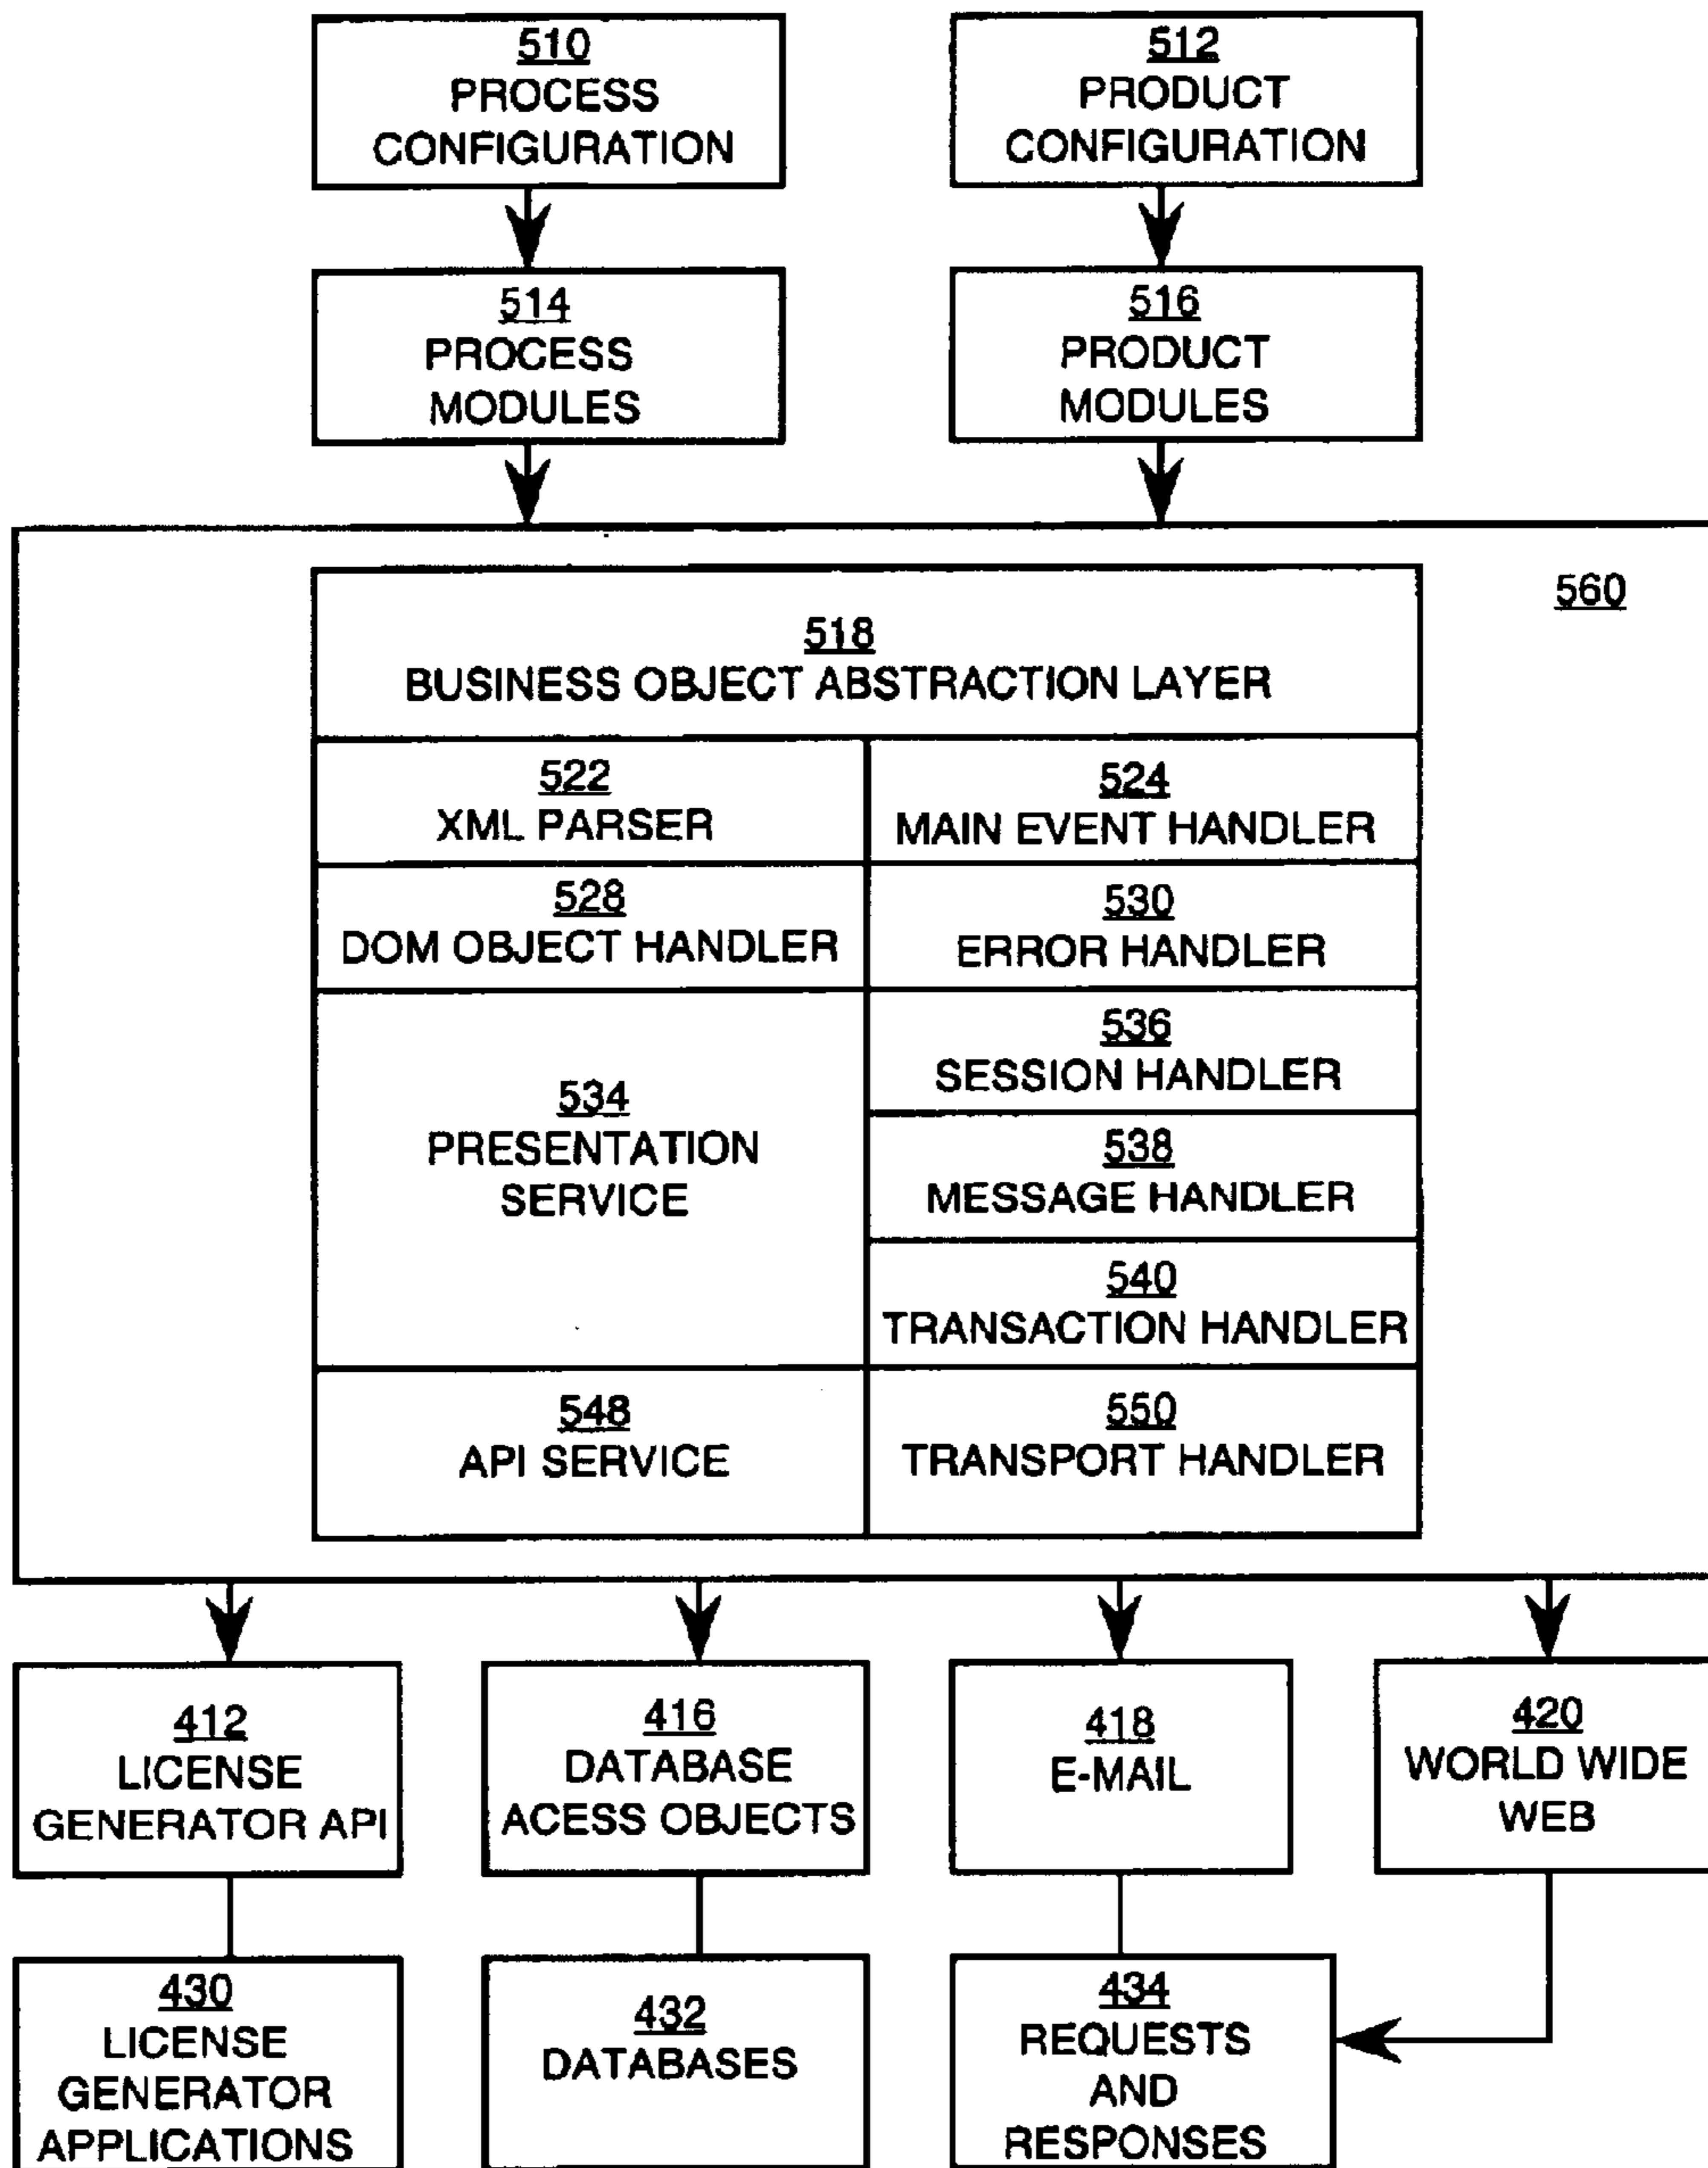 510
PROCESS
CONFIGURATION
512
PRODUCT
CONFIGURATION
514
PROCESS
MODULES
516
PRODUCT
MODULES
560
518
BUSINESS OBJECT ABSTRACTION LAYER
522
XML PARSER
524
MAIN EVENT HANDLER
528
DOM OBJECT HANDLER
530
ERROR HANDLER
534
PRESENTATION
SERVICE
536
SESSION HANDLER
538
MESSAGE HANDLER
540
TRANSACTION HANDLER
548
API SERVICE
550
TRANSPORT HANDLER
412
LICENSE
GENERATOR API
416
DATABASE
ACESS OBJECTS
418
E-MAIL
420
WORLD WIDE
WEB
430
LICENSE
GENERATOR
APPLICATIONS
432
DATABASES
434
REQUESTS
AND
RESPONSES